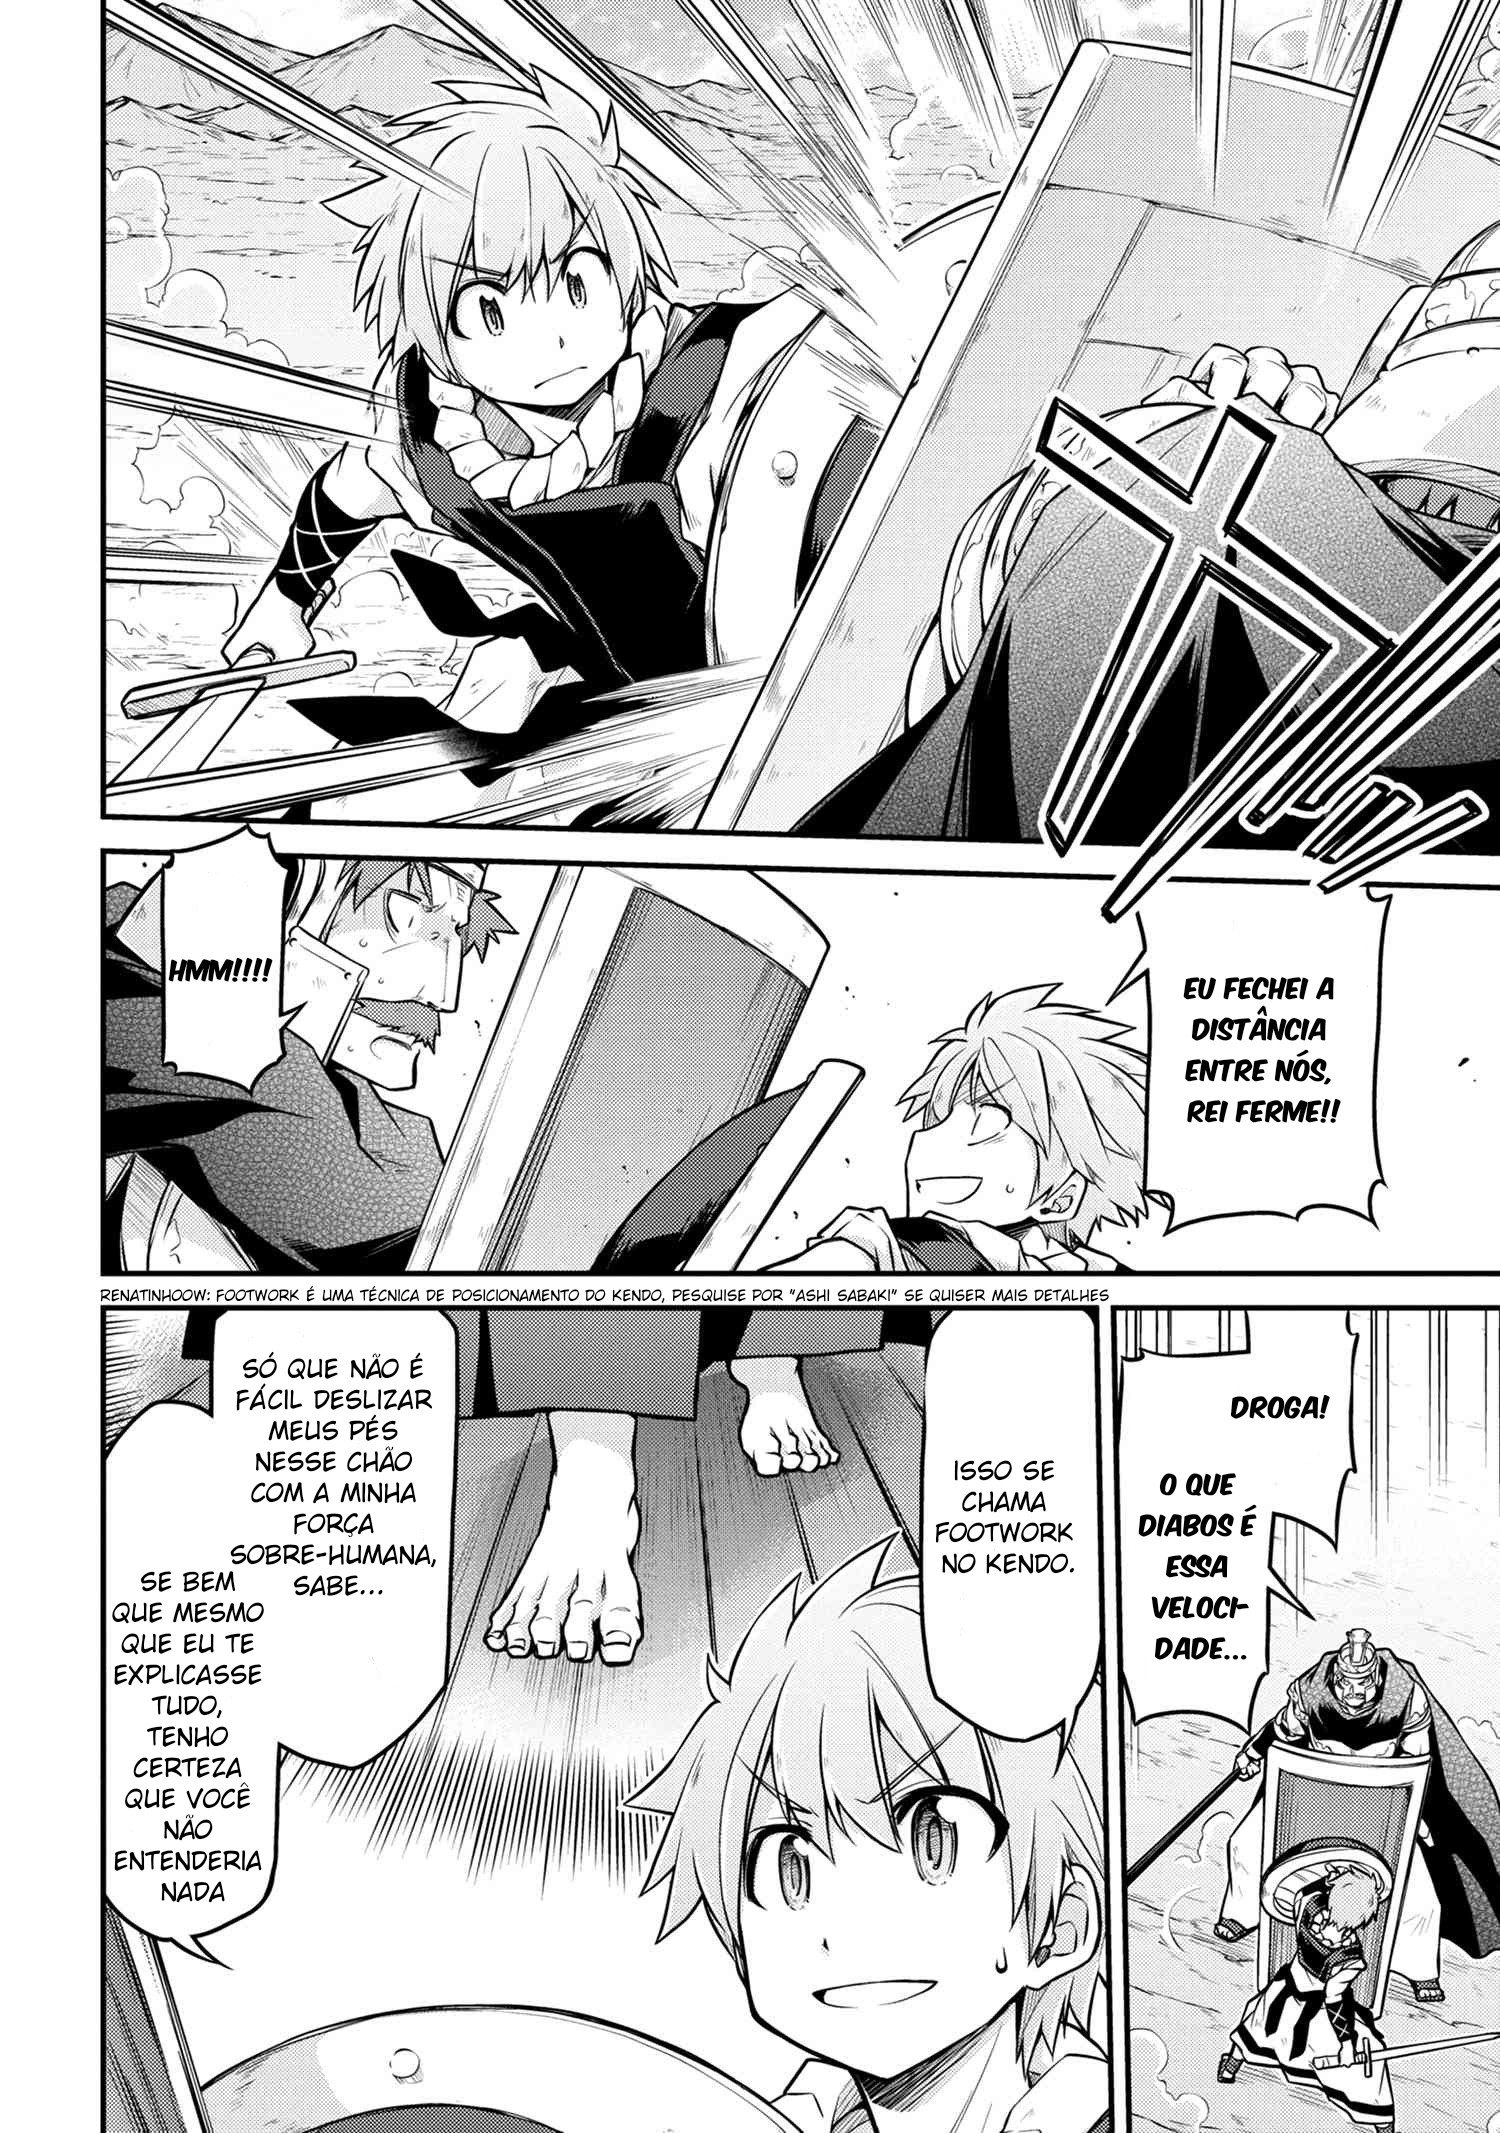 EU FECHEI A
DISTÂNCIA
ENTRE NÓS,
REI FERME!!
HMM!!!!
RENATINHOOW: FOOTWORK É UMA TÉCNICA DE POSICIONAMENTO DO KENDO, PESQUISE POR "ASHI SABAKI" SE QUISER MAIS DETALHES
DROGA!
O QUE
DIABOS É
ESSA
VELOCI-
DADE...
ISSO SE
CHAMA
FOOTWORK
NO KENDO.
SÓ QUE NÃO É
FÁCIL DESLIZAR
MEUS PÉS
NESSE CHÃO
COM A MINHA
FORÇA
SOBRE-HUMANA,
SABE...
SE BEM
QUE MESMO
QUE EU TE
EXPLICASSE
TUDO,
TENHO
CERTEZA
QUE VOCÊ
NÃO
ENTENDERIA
NADA